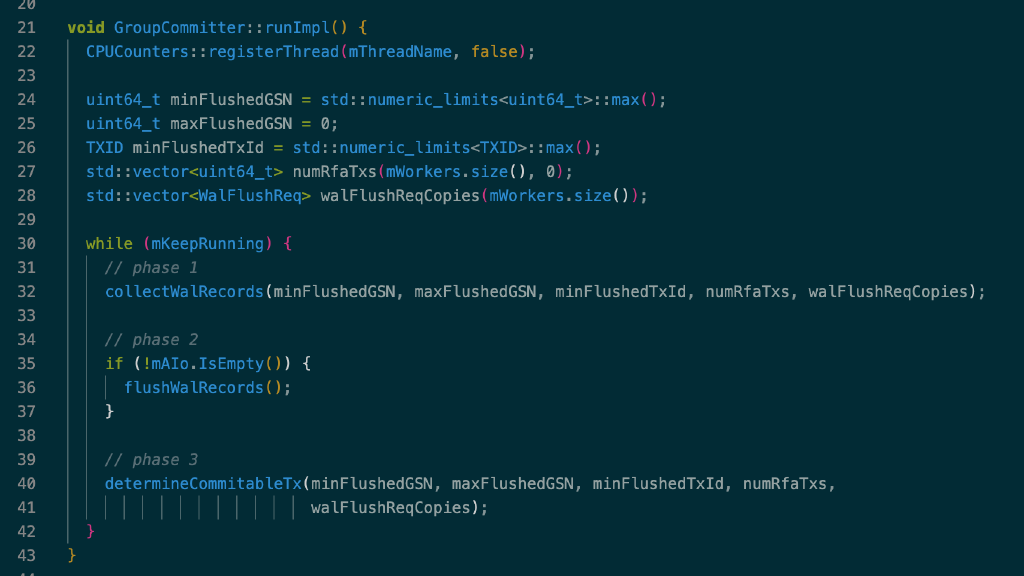 20
21 void GroupCommitter::runImpl() {
22 CPUCounters::registerThread(mThreadName, false);
23
24 uint64_t minFlushedGSN = std::numeric_limits<uint64_t>::max();
25 uint64_t maxFlushedGSN = 0;
26 TXID minFlushedTxId = std::numeric_limits<TXID>::max();
27 std::vector<uint64_t> numRfaTxs(mWorkers.size(), 0);
28 std::vector<WalFlushReq> walFlushReqCopies(mWorkers.size());
29
30 while (mKeepRunning) {
31 // phase 1
32 collectWalRecords(minFlushedGSN, maxFlushedGSN, minFlushedTxId, numRfaTxs, walFlushReqCopies);
33
34 // phase 2
35 if (!mAIo.IsEmpty()) {
36 flushWalRecords();
37 }
38
39 // phase 3
40 determineCommitableTx(minFlushedGSN, maxFlushedGSN, minFlushedTxId, numRfaTxs,
41 walFlushReqCopies);
42 }
43 }